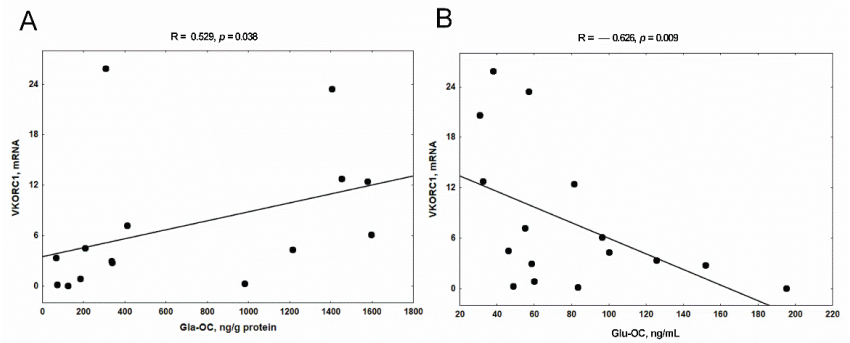 A
R = 0.529, p = 0.038
VKORC1, mRNA
24
18
12
6
0
0 200 400 600 800 1000 1200 1400 1600 1800
Gla-OC, ng/g protein
B
R = — 0.626, p = 0.009
VKORC1, mRNA
24
18
12
6
0
20 40 60 80 100 120 140 160 180 200 220
Glu-OC, ng/mL